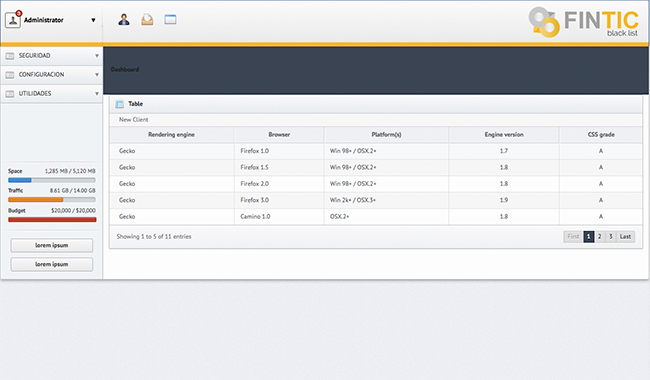 Administrator
FINTIC
black list
SEGURIDAD
CONFIGURACION
UTILIDADES
Space 1,285 MB / 5,120 MB
Traffic 8.61 GB / 14.00 GB
Budget $20,000 / $20,000
lorem ipsum
lorem ipsum
Dashboard
Table
New Client
Rendering engine Browser Platform(s) Engine version CSS grade
Gecko Firefox 1.0 Win 98+ / OSX.2+ 1.7 A
Gecko Firefox 1.5 Win 98+ / OSX.2+ 1.8 A
Gecko Firefox 2.0 Win 98+ / OSX.2+ 1.8 A
Gecko Firefox 3.0 Win 2k+ / OSX.3+ 1.9 A
Gecko Camino 1.0 OSX.2+ 1.8 A
Showing 1 to 5 of 11 entries
First 1 2 3 Last